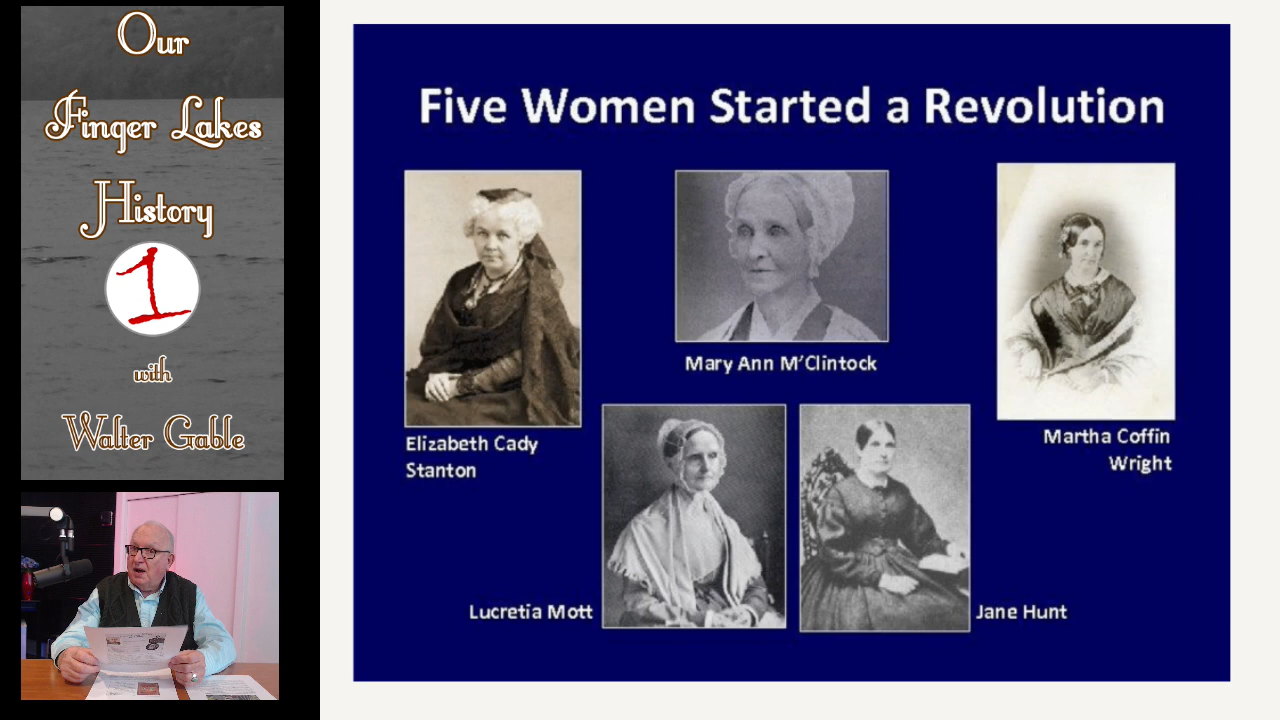 Our
Finger Lakes
History
1
with
Walter Gable
Five Women Started a Revolution
Mary Ann M’Clintock
Elizabeth Cady
Stanton
Martha Coffin
Wright
Lucretia Mott
Jane Hunt